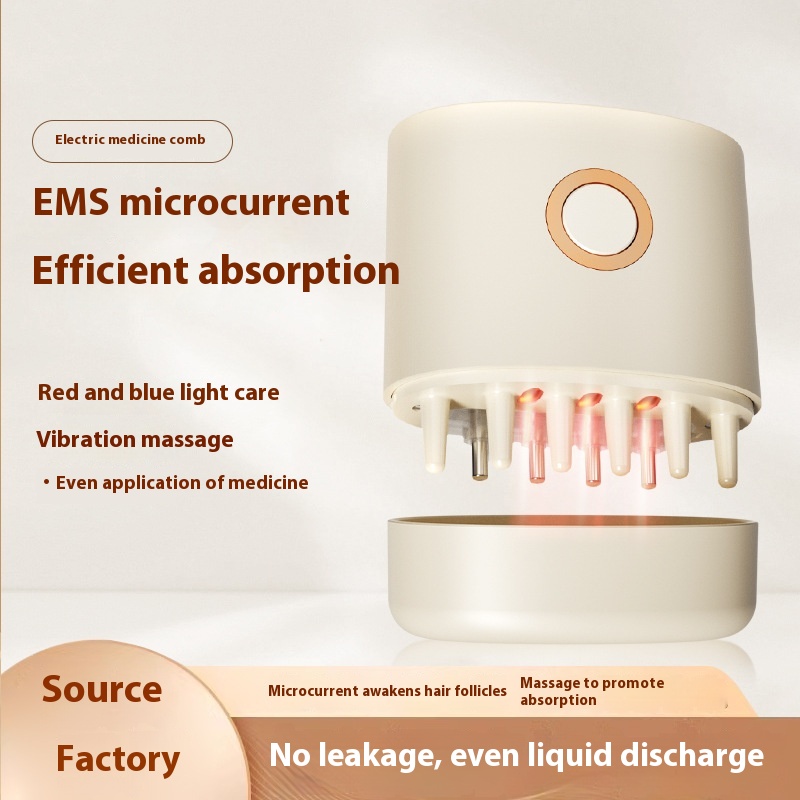 Electric medicine comb
EMS microcurrent
Efficient absorption
Red and blue light care
Vibration massage
• Even application of medicine
Source
Factory
Microcurrent awakens hair follicles
Massage to promote
absorption
No leakage, even liquid discharge